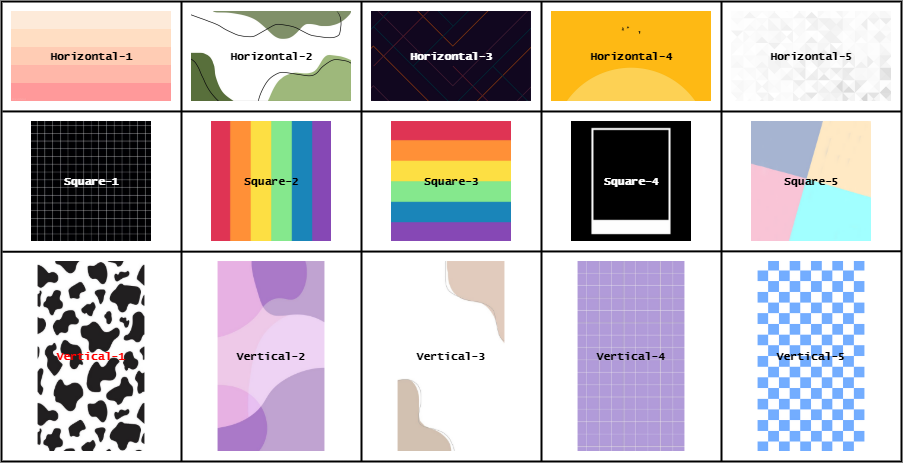 Horizontal-1
Horizontal-2
Horizontal-3
Horizontal-4
Horizontal-5
Square-1
Square-2
Square-3
Square-4
Square-5
Vertical-1
Vertical-2
Vertical-3
Vertical-4
Vertical-5